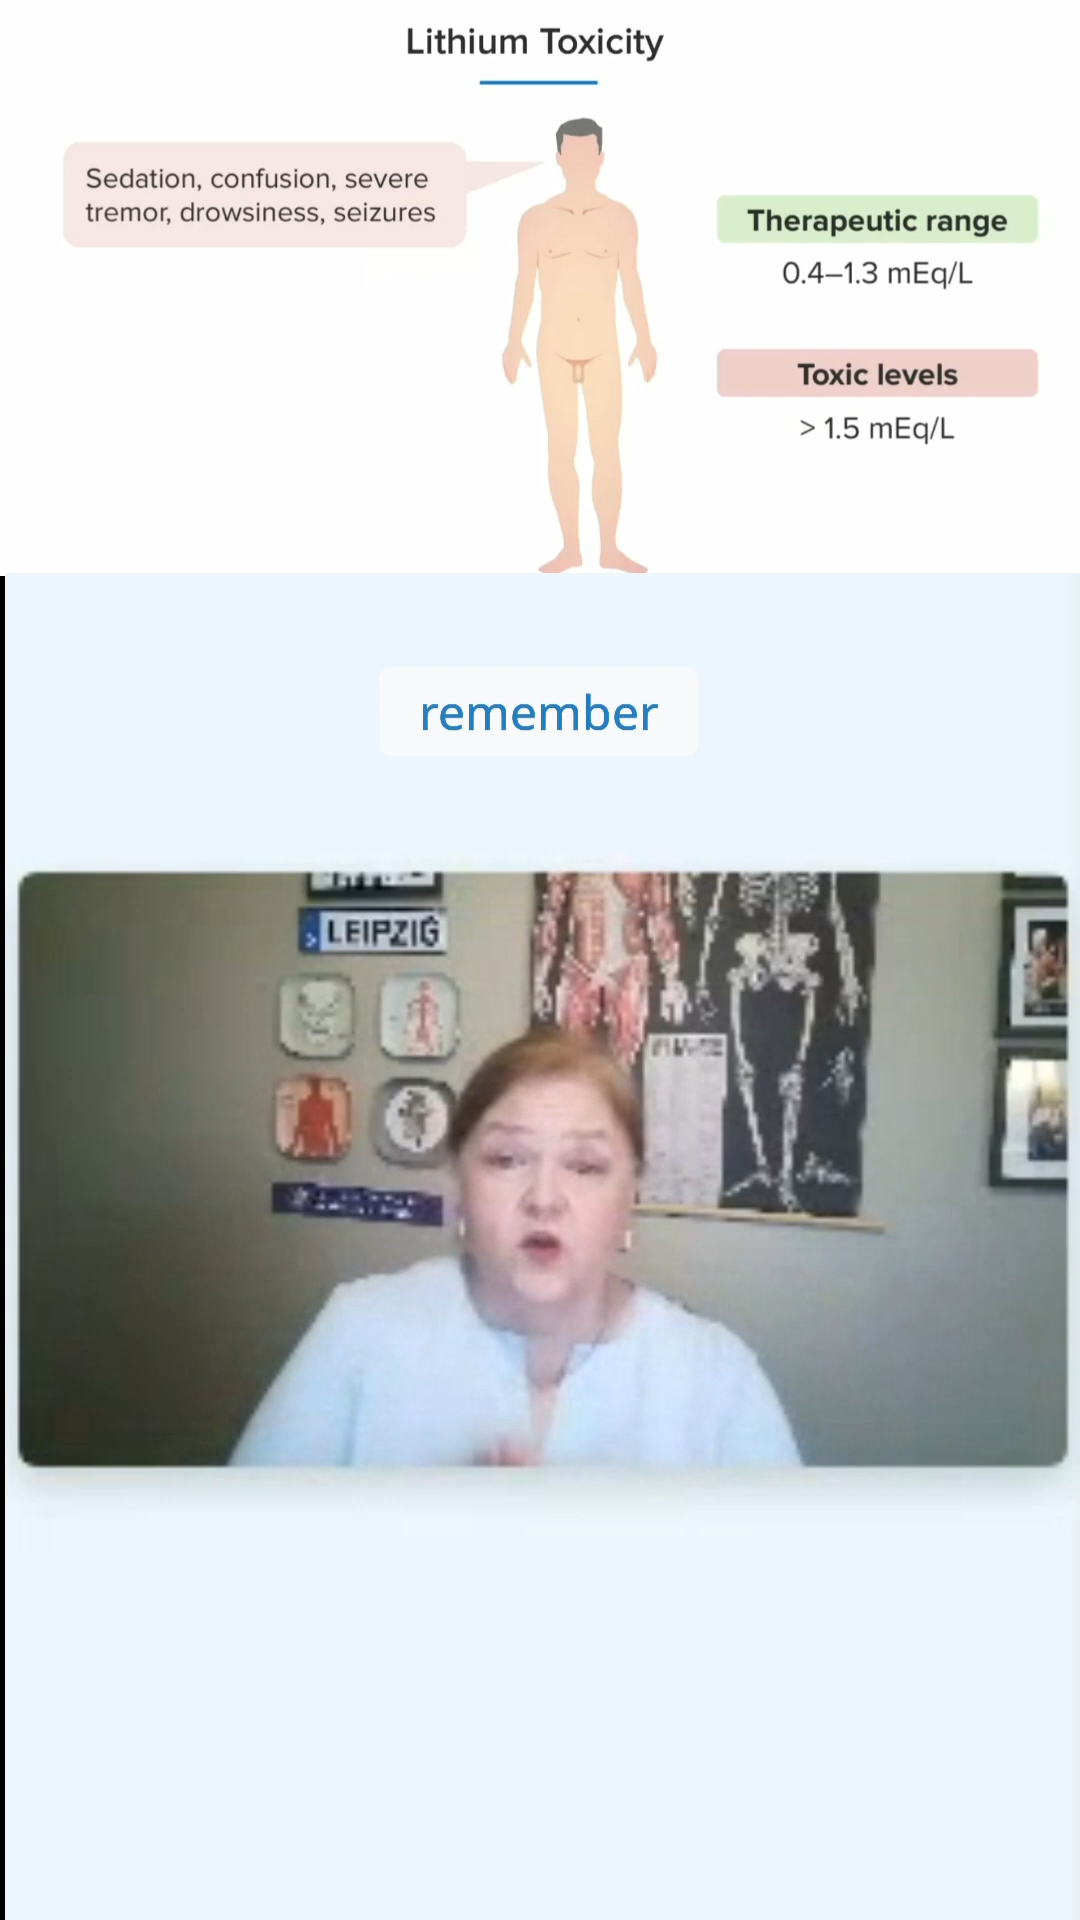 Lithium Toxicity
Sedation, confusion, severe
tremor, drowsiness, seizures
Therapeutic range
0.4–1.3 mEq/L
Toxic levels
> 1.5 mEq/L
remember
LEIPZIG